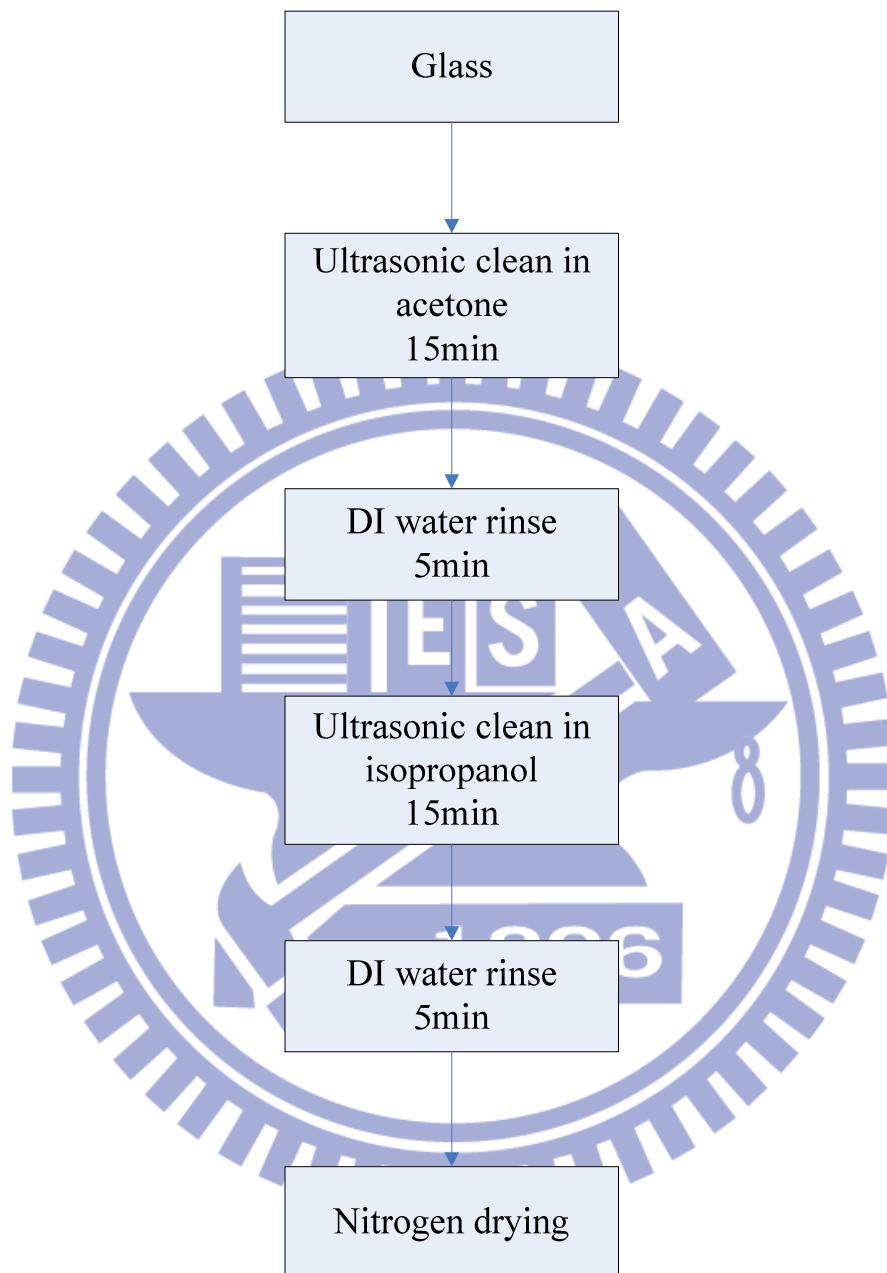 Glass
Ultrasonic clean in
acetone
15min
DI water rinse
5min
E S A
Ultrasonic clean in
isopropanol
15min
DI water rinse
5min
Nitrogen drying